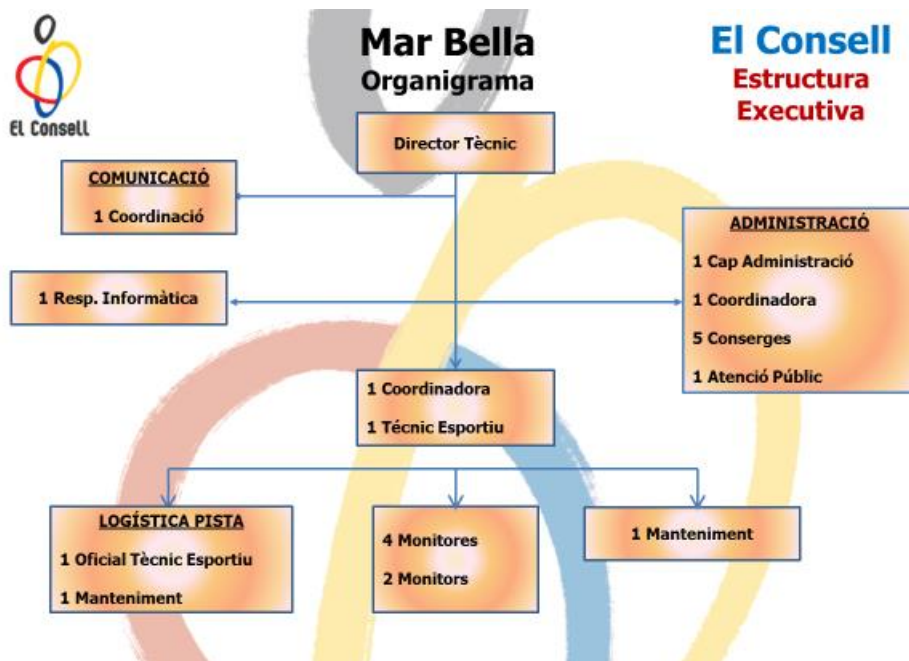 El Consell
Mar Bella
Organigrama
El Consell
Estructura
Executiva
Director Tècnic
COMUNICACIÓ
1 Coordinació
ADMINISTRACIÓ
1 Cap Administració
1 Coordinadora
5 Conserges
1 Atenció Públic
1 Resp. Informàtica
1 Coordinadora
1 Técnic Esportiu
LOGÍSTICA PISTA
1 Oficial Tècnic Esportiu
1 Manteniment
4 Monitores
2 Monitors
1 Manteniment